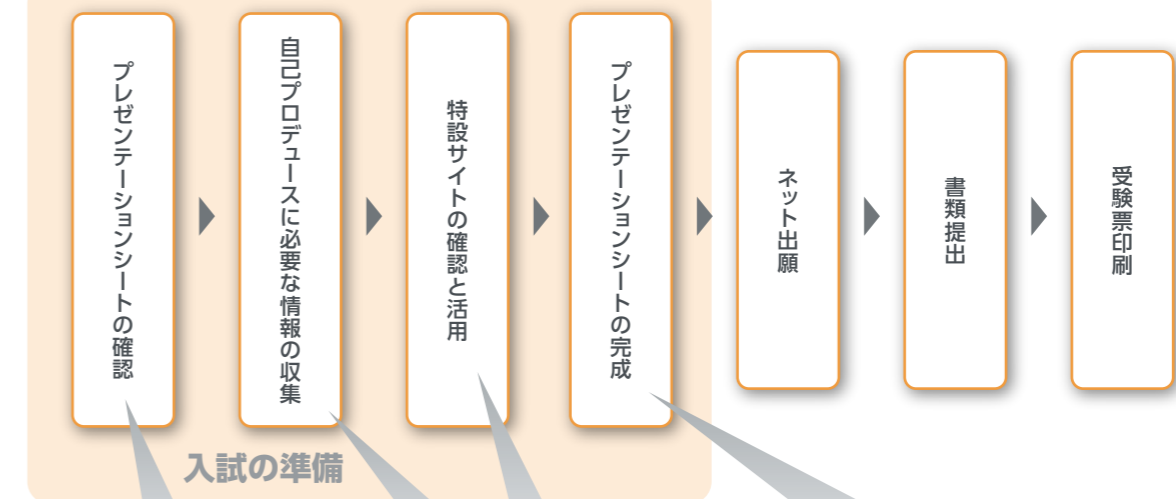 プレゼンテーションシートの確認
自己プロデュースに必要な情報の収集
特設サイトの確認と活用
プレゼンテーションシートの完成
ネット出願
書類提出
受験票印刷
入試の準備